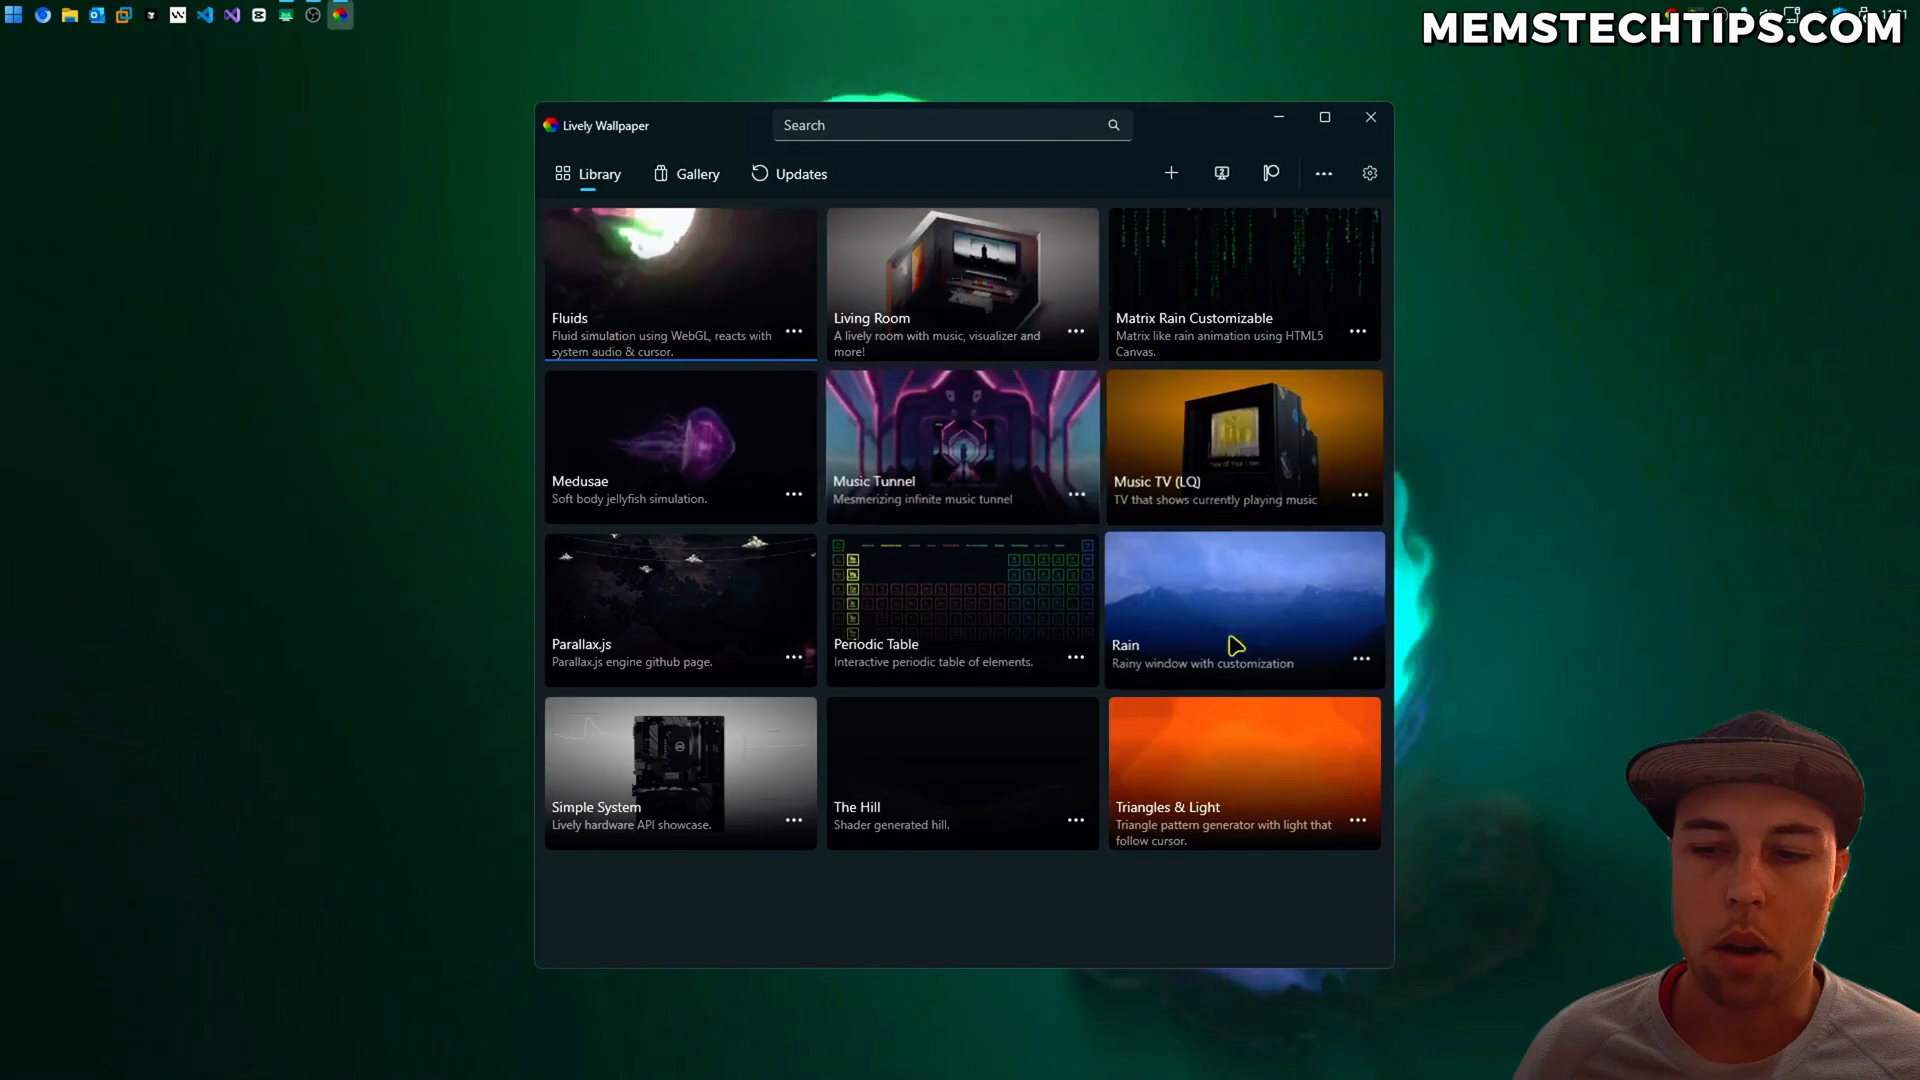 MEMSTECHTIPS.COM
Lively Wallpaper
Search
Library
Gallery
Updates
Fluids
Fluid simulation using WebGL, reacts with
system audio & cursor.
Living Room
A lively room with music, visualizer and
more!
Matrix Rain Customizable
Matrix like rain animation using HTML5
Canvas.
Medusae
Soft body jellyfish simulation.
Music Tunnel
Mesmerizing infinite music tunnel
Music TV (LQ)
TV that shows currently playing music
Parallax.js
Parallax.js engine github page.
Periodic Table
Interactive periodic table of elements.
Rain
Rainy window with customization
Simple System
Lively hardware API showcase.
The Hill
Shader generated hill.
Triangles & Light
Triangle pattern generator with light that
follow cursor.